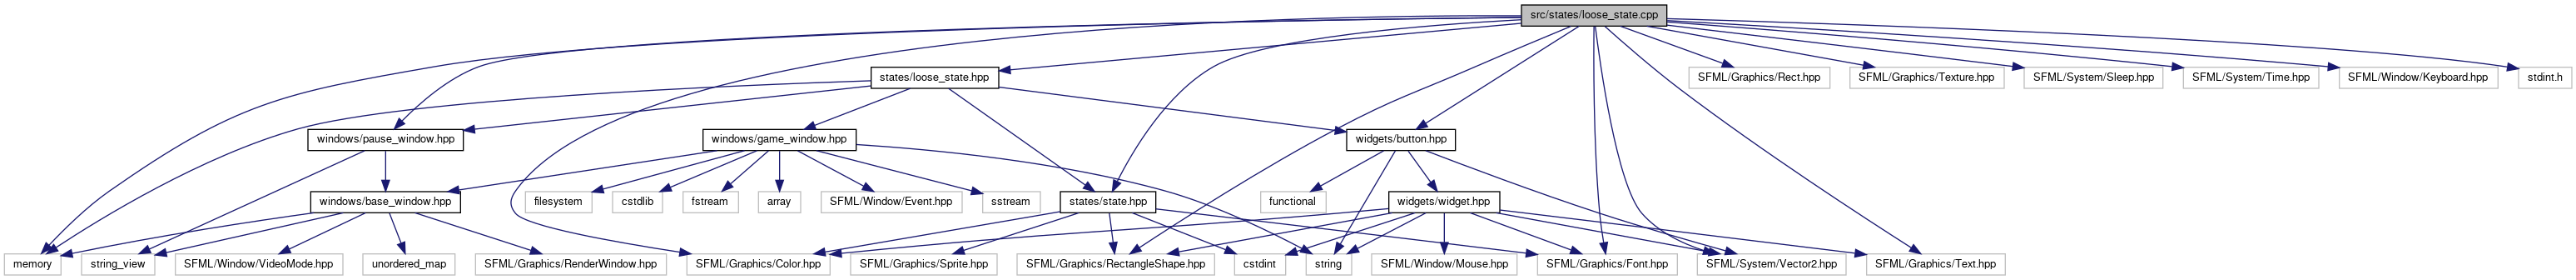 src/states/loose_state.cpp
states/loose_state.hpp
SFML/Graphics/Rect.hpp
SFML/Graphics/Texture.hpp
SFML/System/Sleep.hpp
SFML/System/Time.hpp
SFML/Window/Keyboard.hpp
stdint.h
windows/pause_window.hpp
windows/game_window.hpp
widgets/button.hpp
windows/base_window.hpp
filesystem
cstdlib
fstream
array
SFML/Window/Event.hpp
sstream
states/state.hpp
functional
widgets/widget.hpp
memory
string_view
SFML/Window/VideoMode.hpp
unordered_map
SFML/Graphics/RenderWindow.hpp
SFML/Graphics/Color.hpp
SFML/Graphics/Sprite.hpp
SFML/Graphics/RectangleShape.hpp
cstdint
string
SFML/Window/Mouse.hpp
SFML/Graphics/Font.hpp
SFML/System/Vector2.hpp
SFML/Graphics/Text.hpp